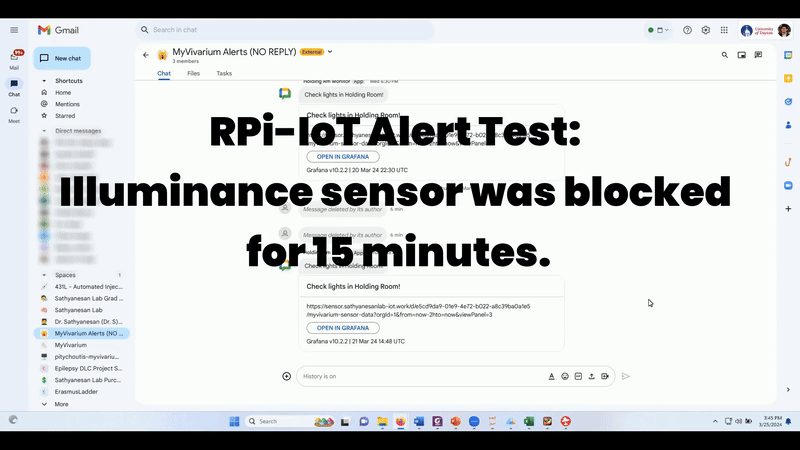 Gmail
Search in chat
External
University of Dayton
99+
Mail
Chat
Meet
New chat
Shortcuts
Home
Mentions
Starred
Direct messages
Spaces 1
431L - Automated Injec...
Sathyanesan Lab Grad ...
Sathyanesan Lab
Dr. Sathyanesan (Dr. S)...
MyVivarium Alerts (NO ...
MyVivarium
pitychoutis-myvivariu...
Epilepsy DLC Project S...
Sathyanesan Lab Purc...
ErasmusLadder
More
MyVivarium Alerts (NO REPLY)
3 members
Chat
Files
Tasks
Check lights in Holding Room!
Check lights in Holding Room!
OPEN IN GRAFANA
Grafana v10.2.2 | 20 Mar 24 22:30 UTC
RPi-IoT Alert Test:
Illuminance sensor was blocked
for 15 minutes.
Message deleted by its author 6 min
Message deleted by its author 6 min
Check lights in Holding Room!
Check lights in Holding Room!
https://sensor.sathyanesanlab-iot.work/d/e5cd9da9-01e9-4e72-b022-a8c39ba0a1e5
/myvivarium-sensor-data?orgId=1&from=now-2hto=now&viewPanel=3
OPEN IN GRAFANA
Grafana v10.2.2 | 21 Mar 24 14:48 UTC
History is on
Search
3:45 PM
3/25/2024